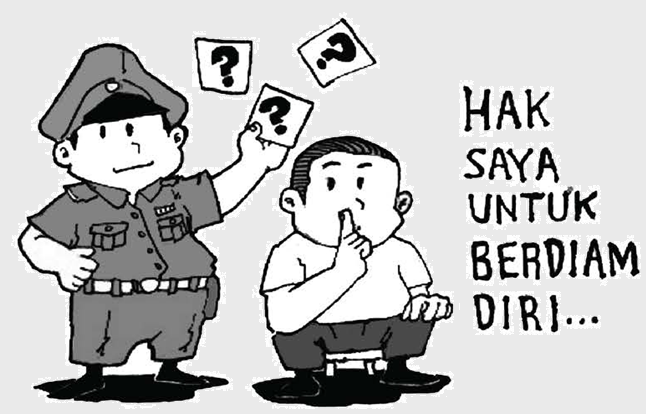 ?
?
?
HAK
SAYA
UNTUK
BERDIAM
DIRI...